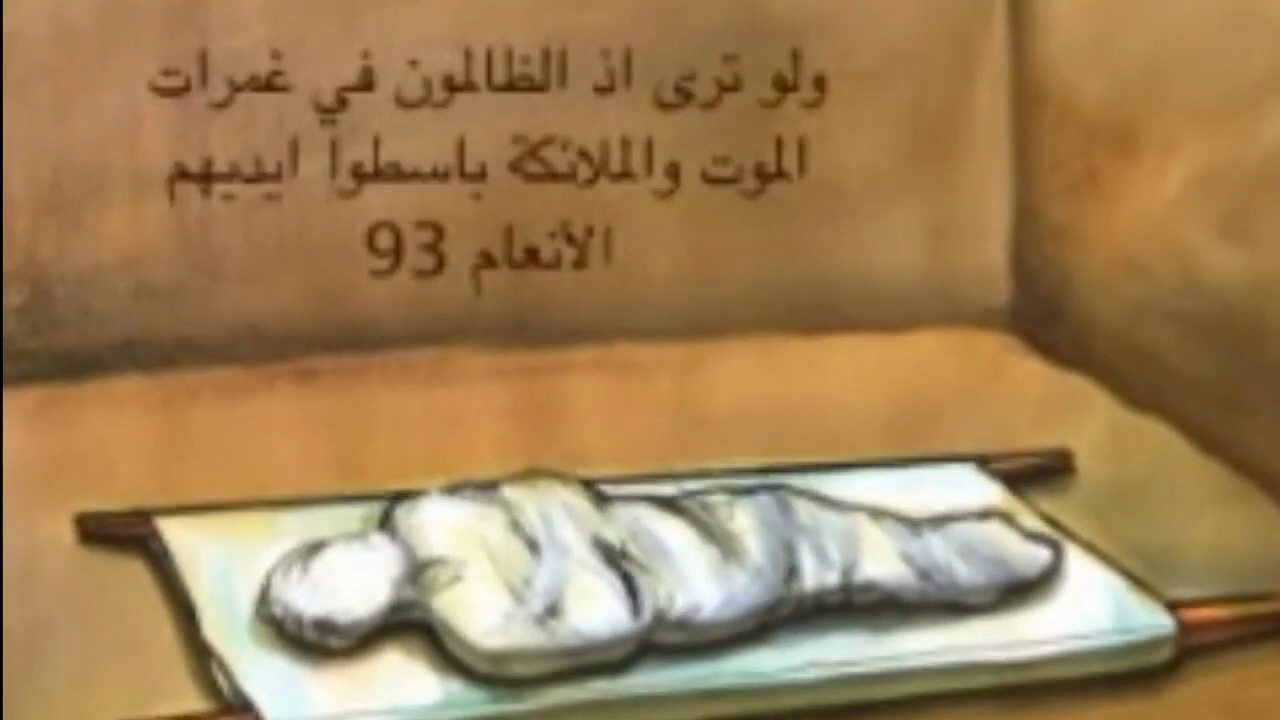 ولو ترى اذ الظالمون في غمرات
الموت والملائكة باسطوا ايديهم
الأنعام 93